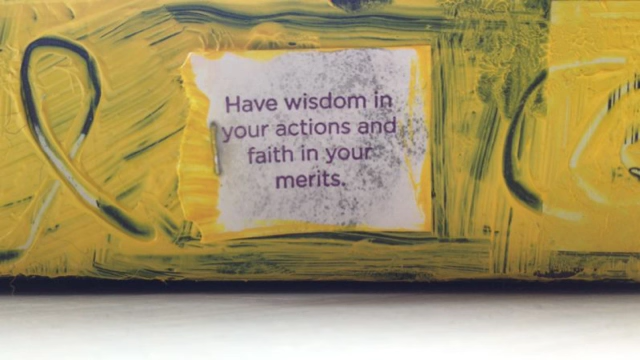 Have wisdom in
your actions and
faith in your
merits.